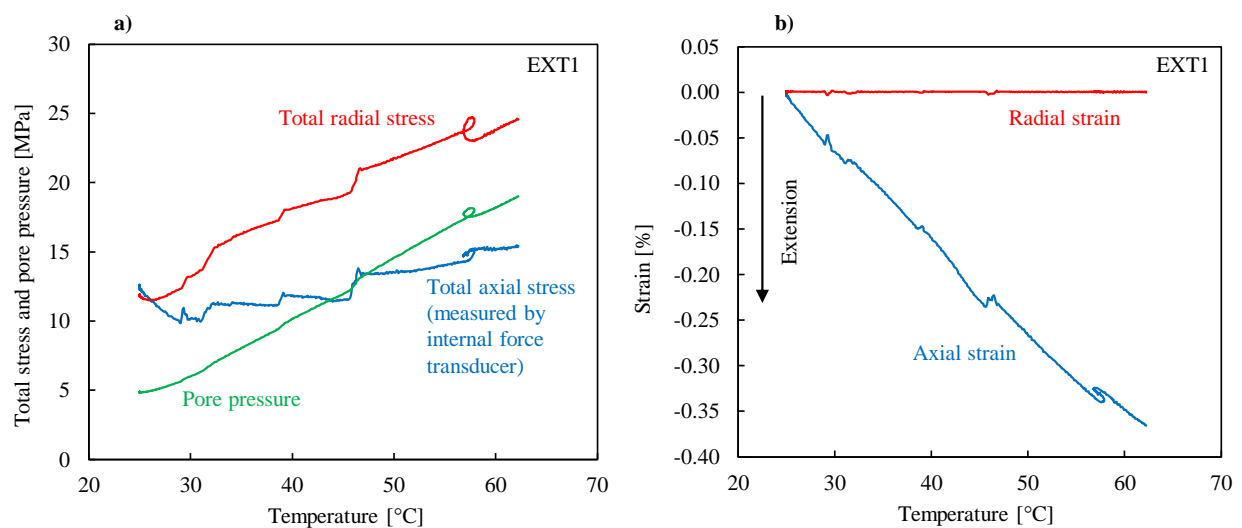 a)
EXT1
Total stress and pore pressure [MPa]
30
25
20
15
10
5
0
Total radial stress
Total axial stress
(measured by
internal force
transducer)
Pore pressure
20
30
40
50
60
70
Temperature [°C]
b)
EXT1
Strain [%]
0.05
0.00
-0.05
-0.10
-0.15
-0.20
-0.25
-0.30
-0.35
-0.40
Radial strain
Extension
Axial strain
20
30
40
50
60
70
Temperature [°C]